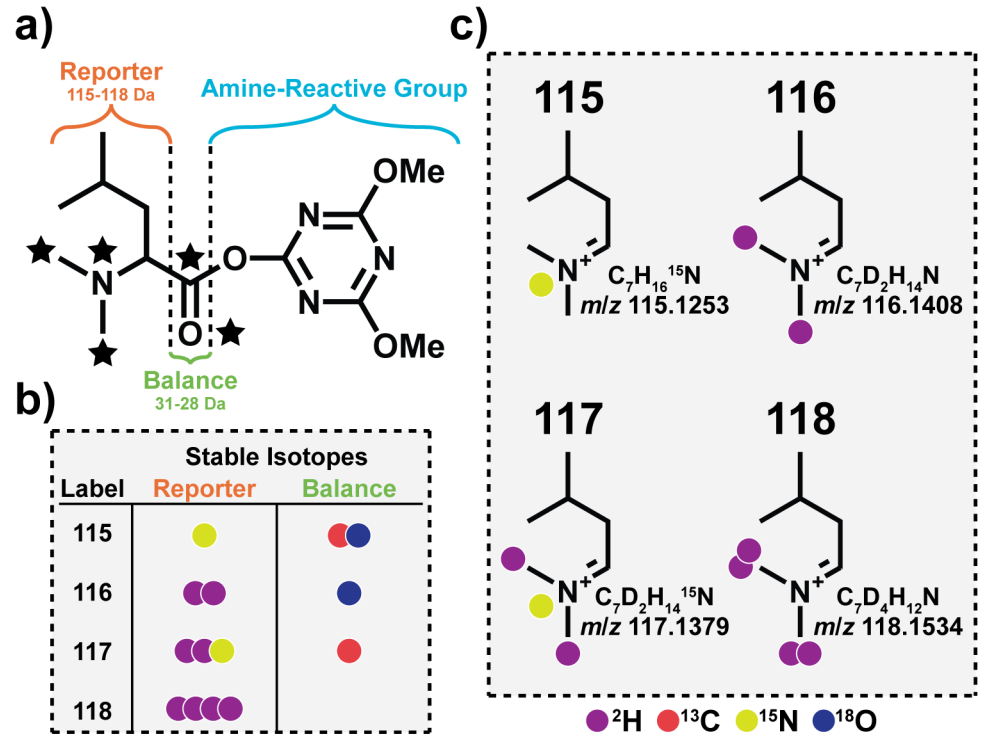 a)
Reporter
115-118 Da
Amine-Reactive Group
OMe
N
N
N
N
O
O
OMe
Balance
31-28 Da
b)
Stable Isotopes
Label Reporter Balance
115
116
117
118
c)
115
N+
C7H16 15N
m/z 115.1253
116
N+
C7D2H14N
m/z 116.1408
117
N+
C7D2H14 15N
m/z 117.1379
118
N+
C7D4H12N
m/z 118.1534
2H 13C 15N 18O